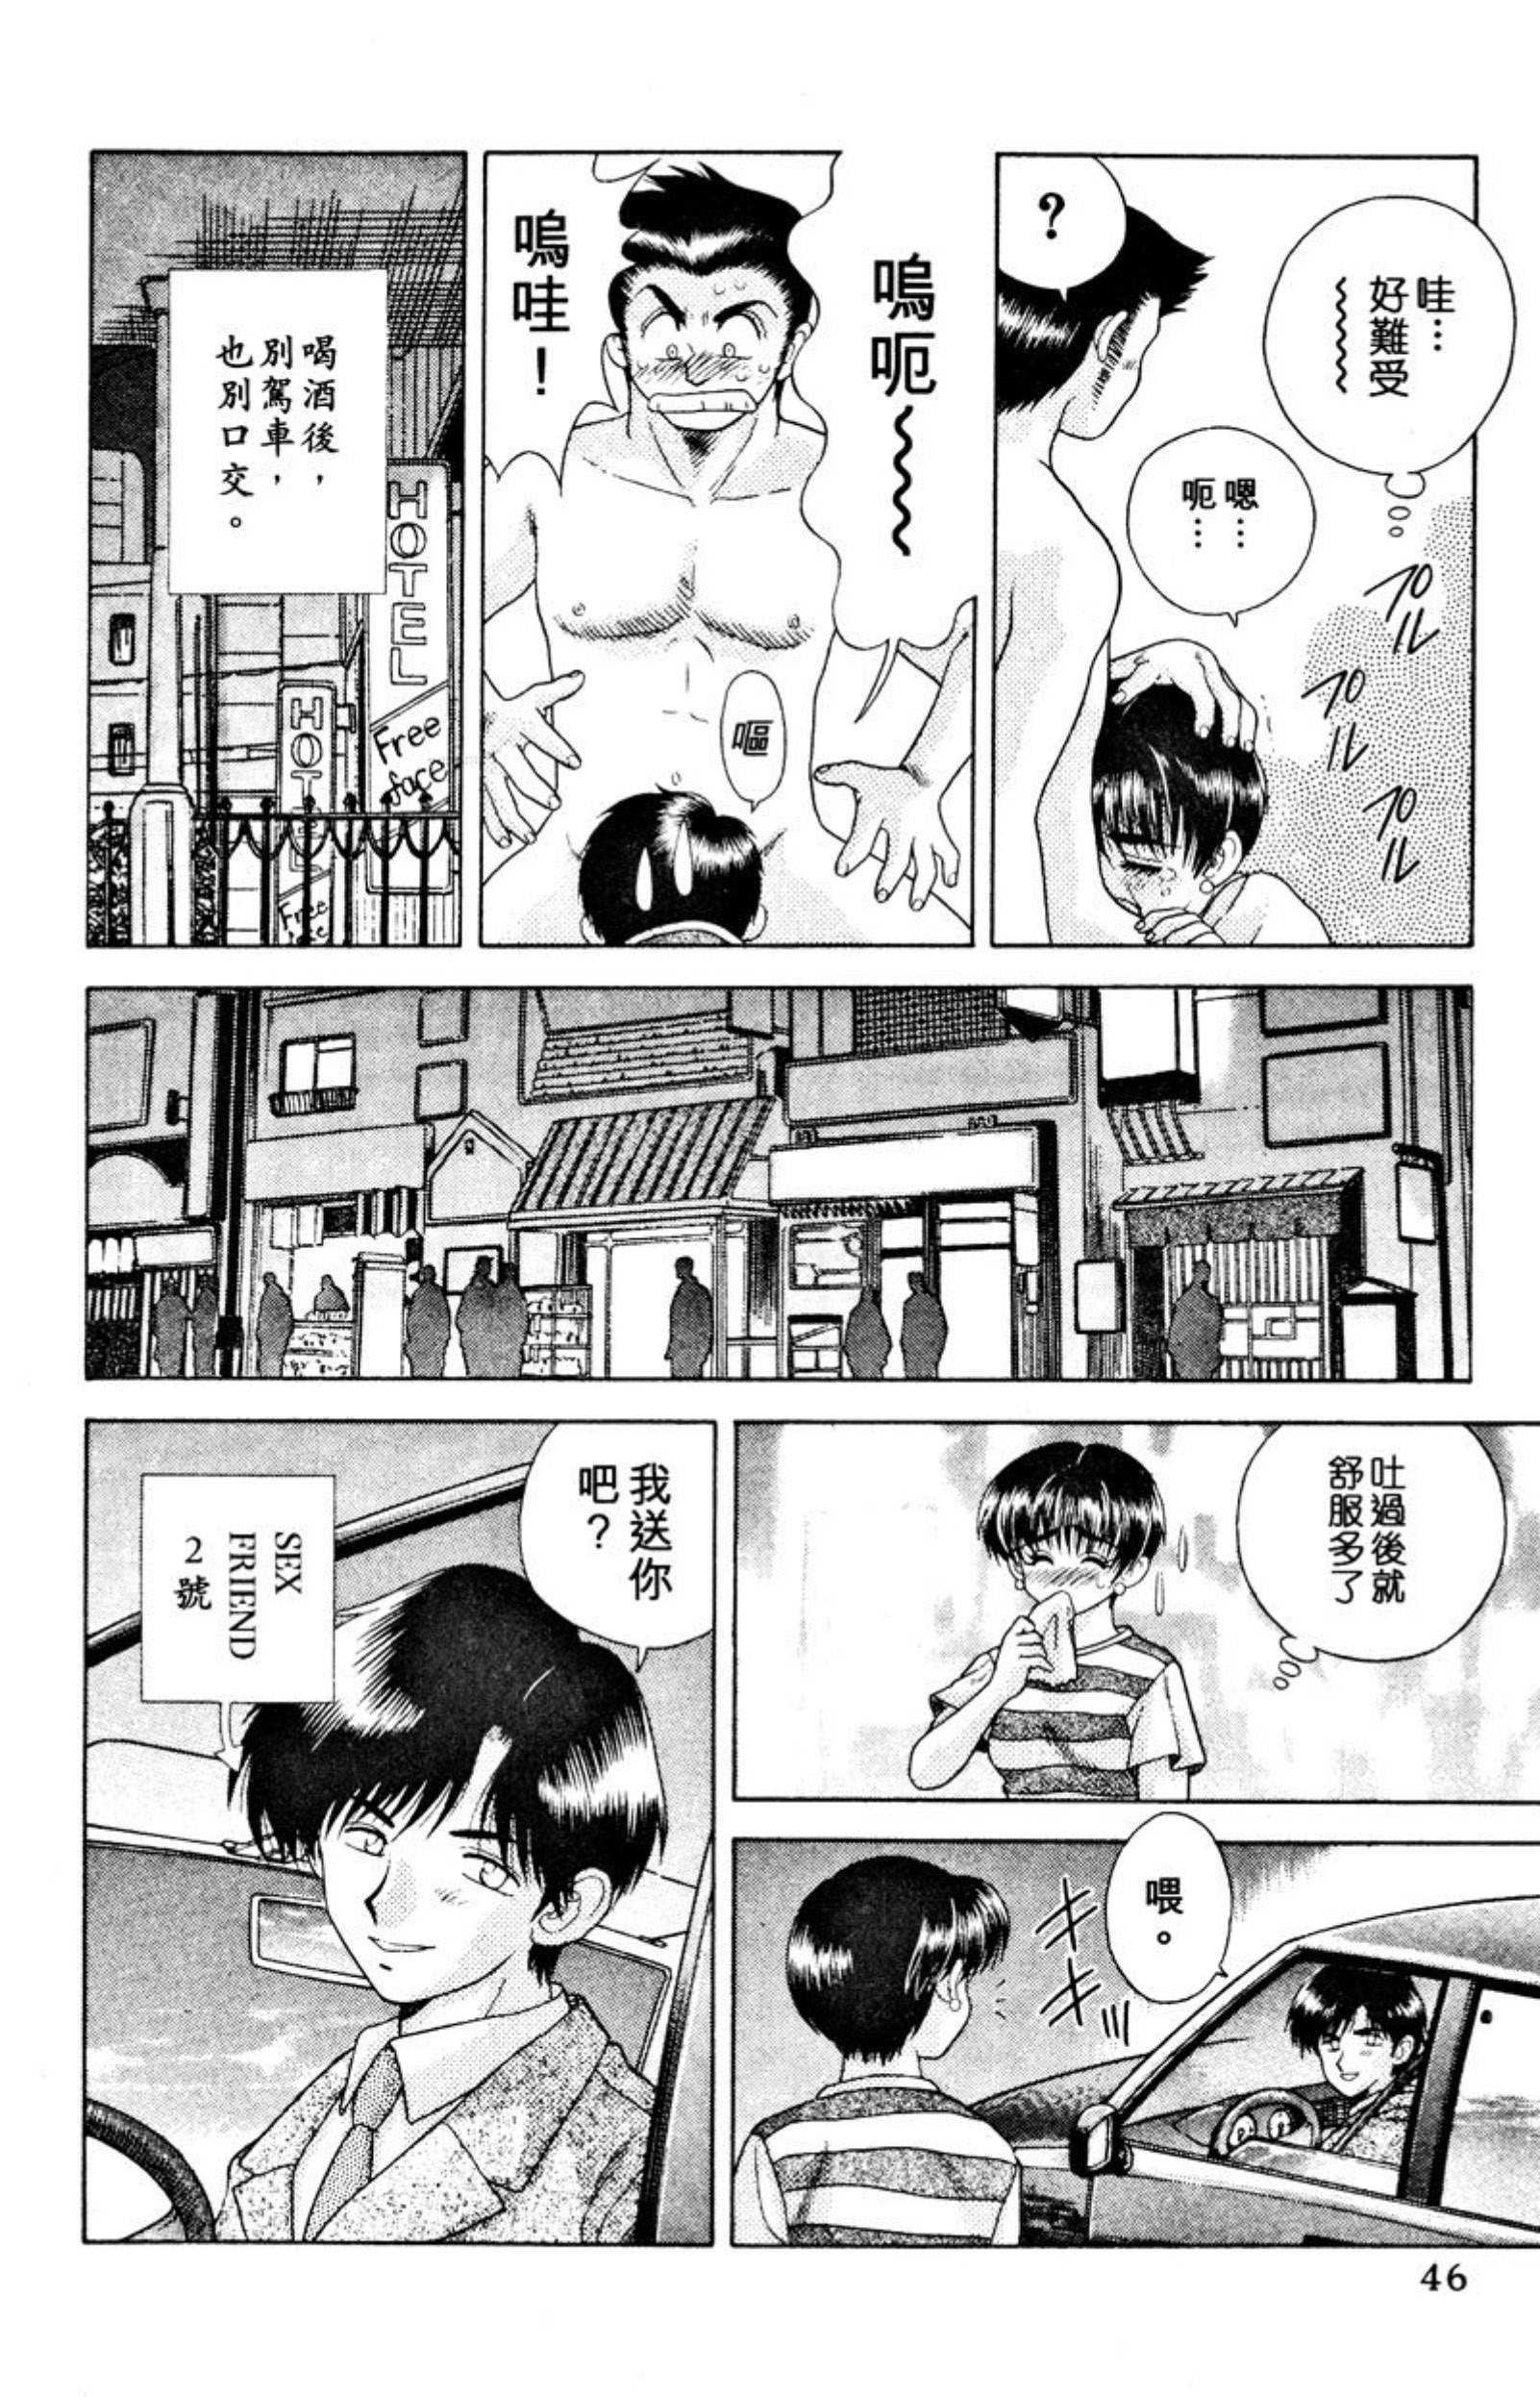 哇⋯
好難受
～～～
?
嗯⋯
呃⋯
プル
プル
プル
嗚呃～～～
嗚哇！
嘔
喝酒後，
別駕車，
也別口交。
HOTEL
Free
face
HOT
Free
吐過後就
舒服多了
喂。
キキ
我送你
吧？
SEX
FRIEND
2號
46